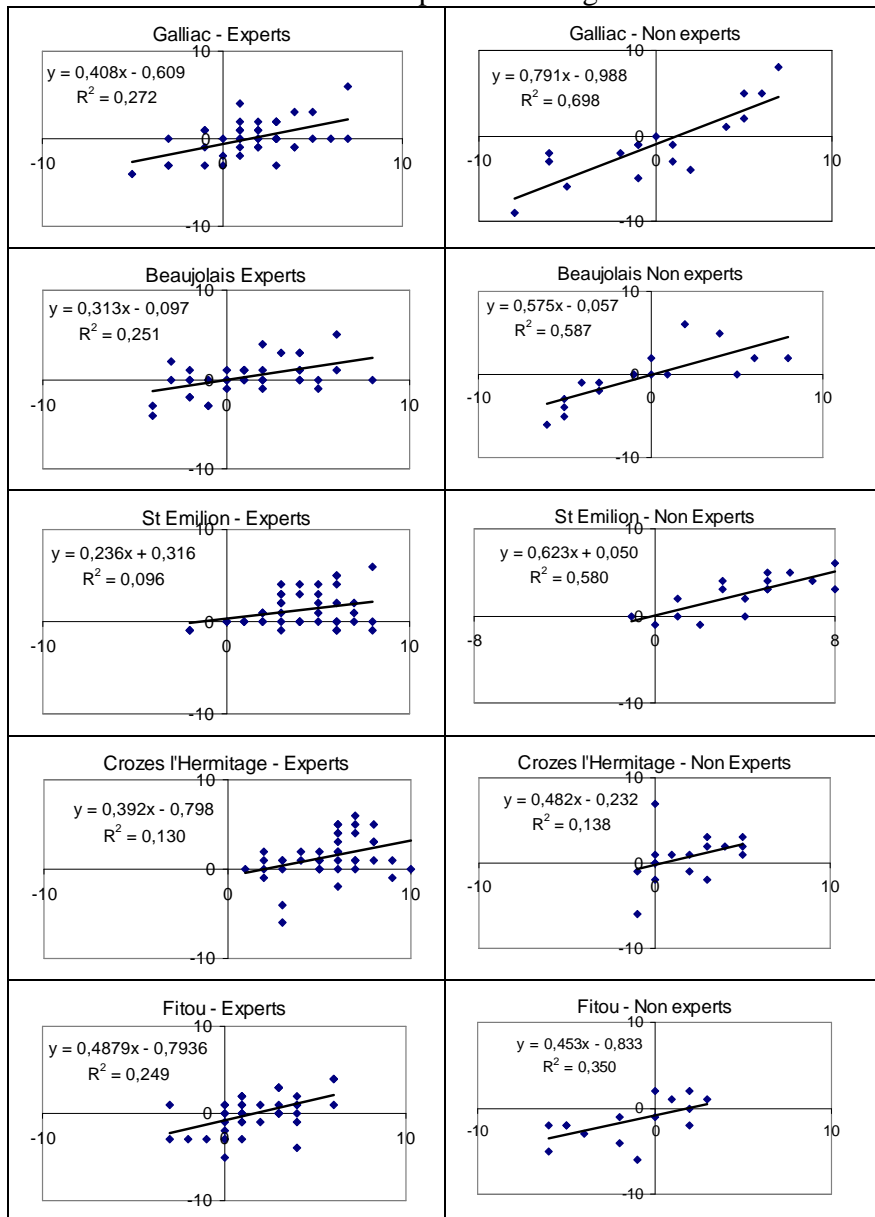 Galliac - Experts
10
y = 0,408x - 0,609
R² = 0,272
0
-10
10
-10
Galliac - Non experts
10
y = 0,791x - 0,988
R² = 0,698
0
-10
10
-10
Beaujolais Experts
10
y = 0,313x - 0,097
R² = 0,251
0
-10
0
10
-10
Beaujolais Non experts
10
y = 0,575x - 0,057
R² = 0,587
0
-10
0
10
-10
St Emilion - Experts
10
y = 0,236x + 0,316
R² = 0,096
0
-10
0
10
-10
St Emilion - Non Experts
10
y = 0,623x + 0,050
R² = 0,580
0
-8
0
8
-10
Crozes l'Hermitage - Experts
10
y = 0,392x - 0,798
R² = 0,130
0
-10
0
10
-10
Crozes l'Hermitage - Non Experts
10
y = 0,482x - 0,232
R² = 0,138
0
-10
0
10
-10
Fitou - Experts
10
y = 0,4879x - 0,7936
R² = 0,249
0
-10
0
10
-10
Fitou - Non experts
10
y = 0,453x - 0,833
R² = 0,350
0
-10
0
10
-10